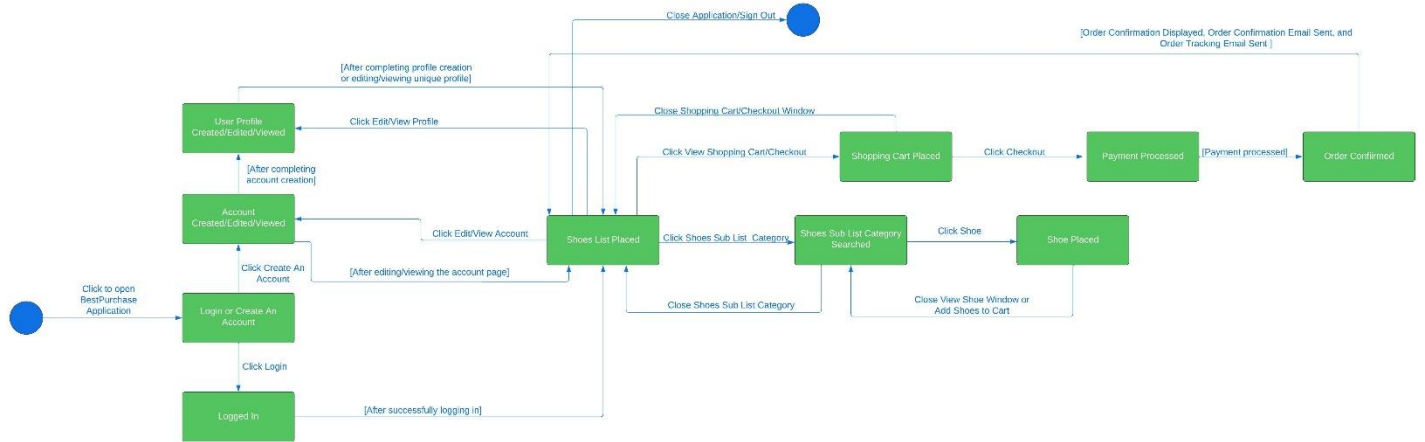 Close Application/Sign Out
[Order Confirmation Displayed, Order Confirmation Email Sent, and
Order Tracking Email Sent ]
[After completing profile creation
or editing/viewing unique profile]
User Profile
Created/Edited/Viewed
Click Edit/View Profile
Close Shopping Cart/Checkout Window
Click View Shopping Cart/Checkout
Shopping Cart Placed
Click Checkout
Payment Processed
[Payment processed]
Order Confiirmed
[After completing
account creation]
Account
Created/Edited/Viewed
Click Edit/View Account
Shoes List Placed
Click Shoes Sub List  Category
Shoes Sub List Category
Searched
Click Shoe
Shoe Placed
Click Create An
Account
[After editing/viewing the account page]
Click to open
BestPurchase
Application
Login or Create An
Account
Close Shoes Sub List Category
Close View Shoe Window or
Add Shoes to Cart
Click Login
Logged In
[After successfully logging in]